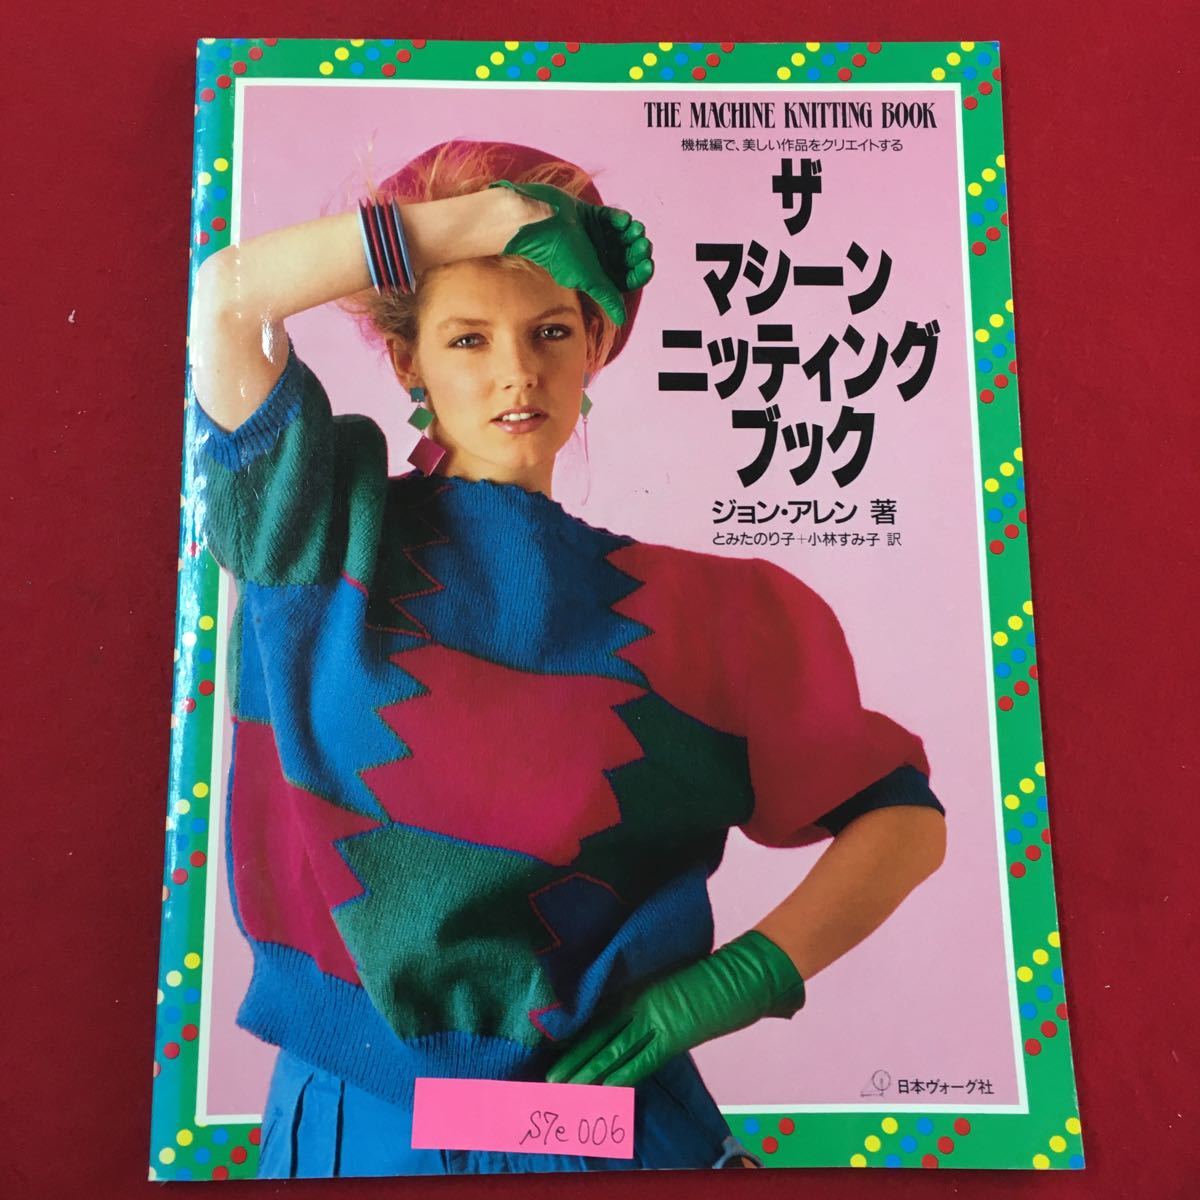 THE MACHINE KNITTING BOOK
機械編で、美しい作品をクリエイトする
ザ
マシーン
ニッティング
ブック
ジョン・アレン 著
とみたのり子+小林すみ子 訳
日本ヴォーグ社
S7e006